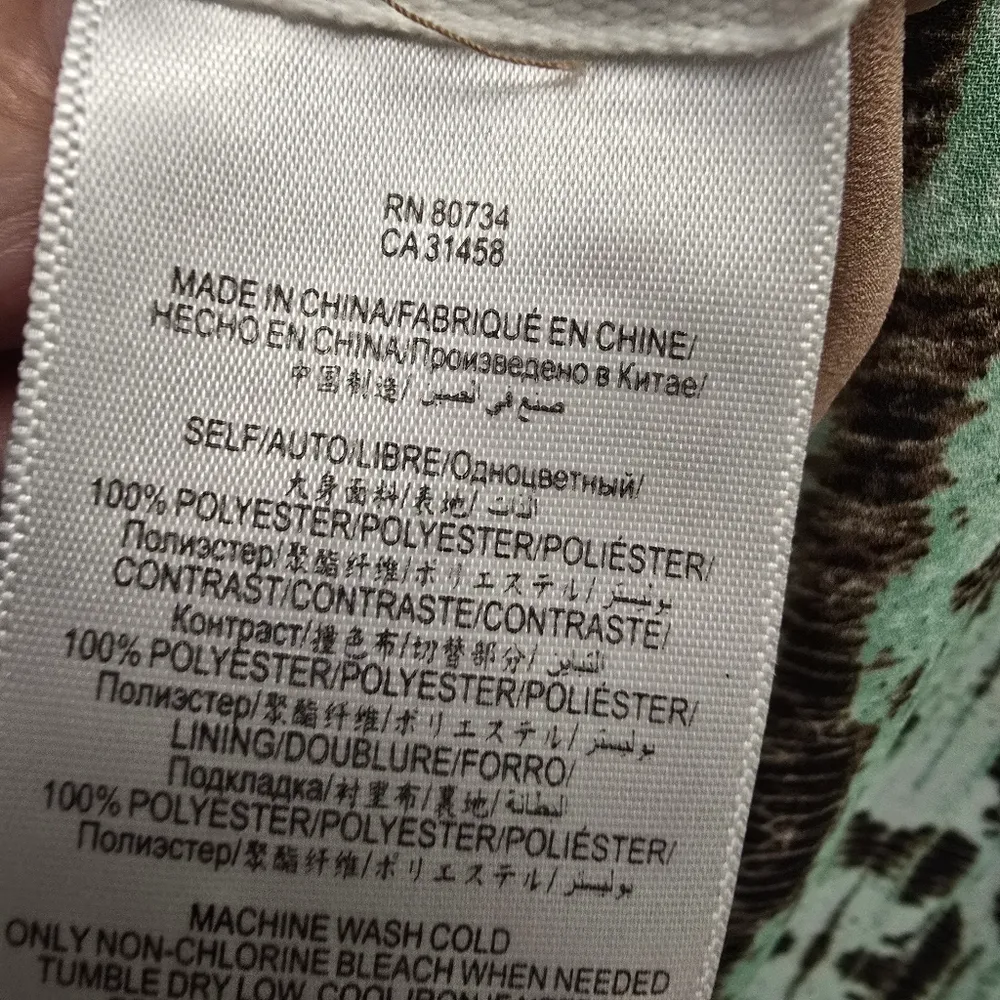 RN 80734
CA 31458
MADE IN CHINA/FABRIQUÉ EN CHINE/
HECHO EN CHINA/Произведено в Китае/
中国制造/ صنع في الصين
SELF/AUTO/LIBRE/Одноцветный/
大身面料/表地/ الذات
100% POLYESTER/POLYESTER/POLIÉSTER/
Полиэстер/聚酯纤维/ポリエステル/ بوليستر
CONTRAST/CONTRASTE/CONTRASTE/
Контраст/撞色布/切替部分/ التباين
100% POLYESTER/POLYESTER/POLIÉSTER/
Полиэстер/聚酯纤维/ポリエステル/ بوليستر
LINING/DOUBLURE/FORRO/
Подкладка/衬里布/裏地/ البطانة
100% POLYESTER/POLYESTER/POLIÉSTER/
Полиэстер/聚酯纤维/ポリエステル/ بوليستر
MACHINE WASH COLD
ONLY NON-CHLORINE BLEACH WHEN NEEDED
TUMBLE DRY LOW, COOL IRON